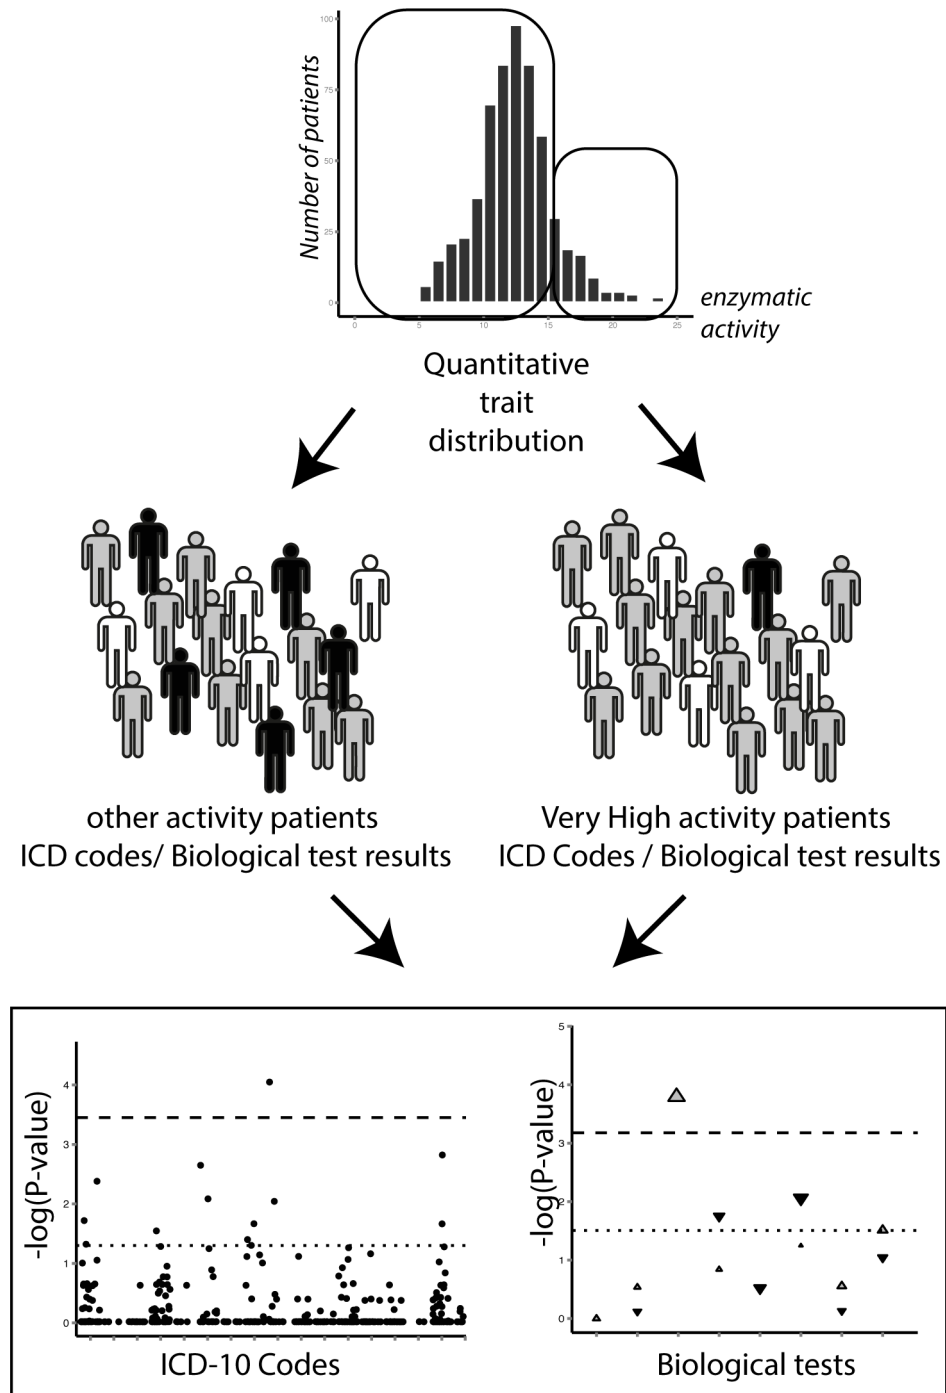 Number of patients
100
75
50
25
0
0
5
10
15
20
25
enzymatic
activity
Quantitative
trait
distribution
other activity patients
ICD codes/ Biological test results
Very High activity patients
ICD Codes / Biological test results
-log(P-value)
4
3
2
1
0
ICD-10 Codes
-log(P-value)
5
4
3
2
1
0
Biological tests